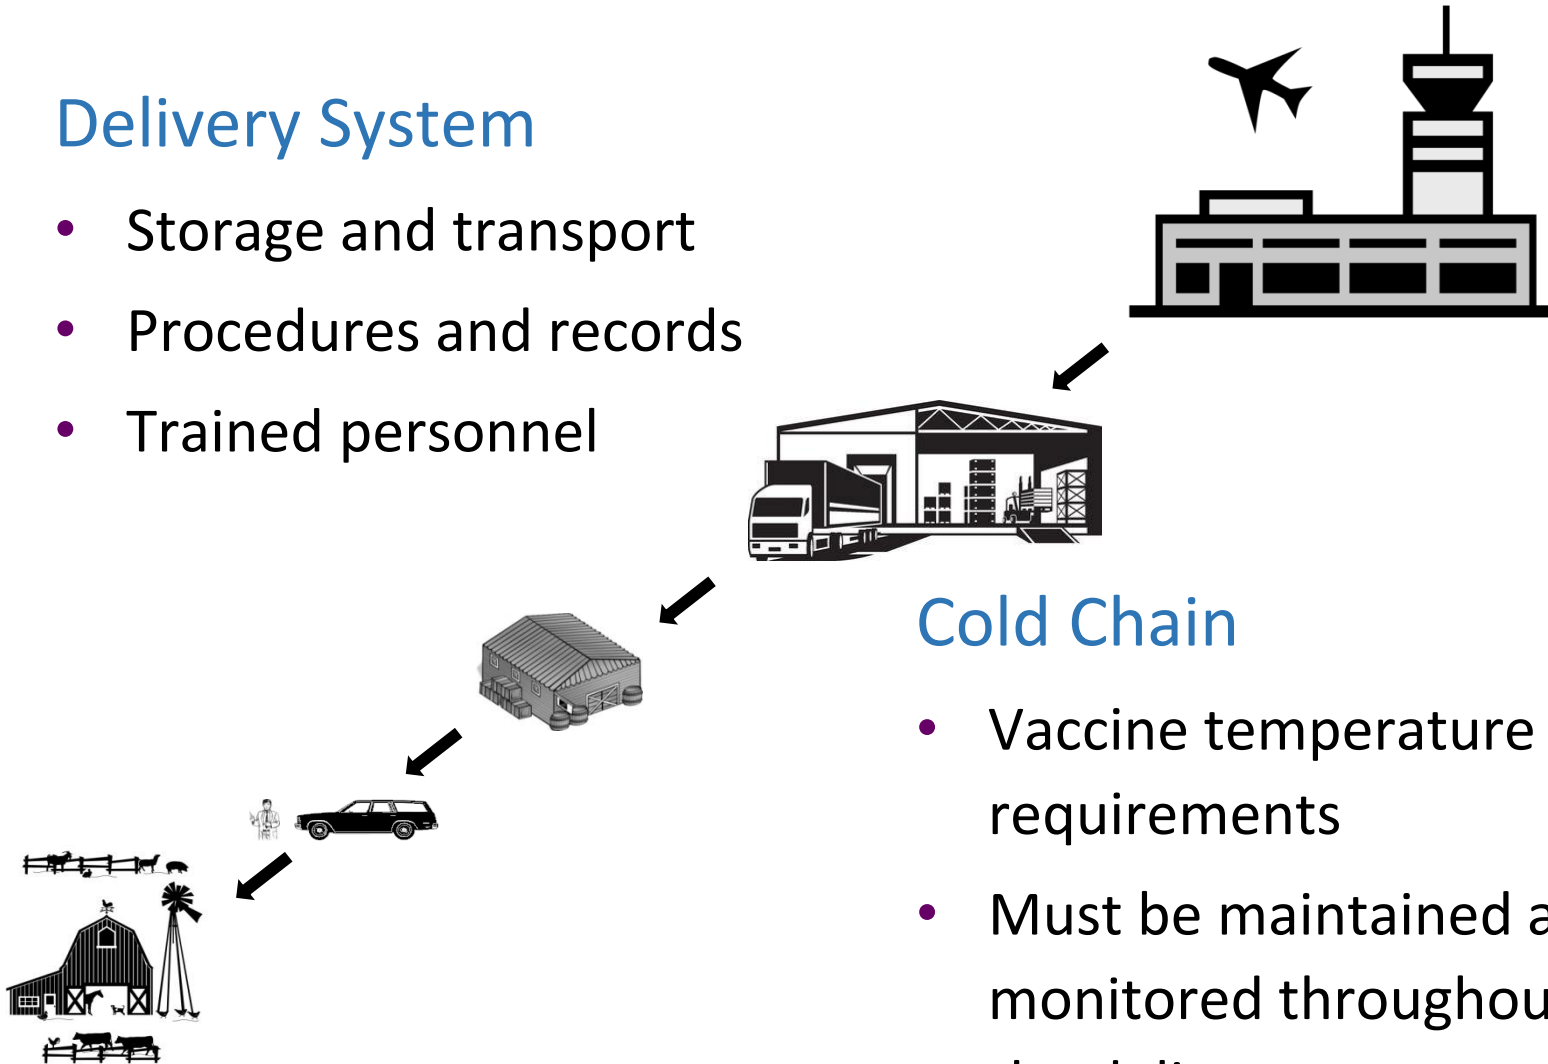 Delivery System
• Storage and transport
• Procedures and records
• Trained personnel
Cold Chain
• Vaccine temperature
requirements
• Must be maintained
monitored